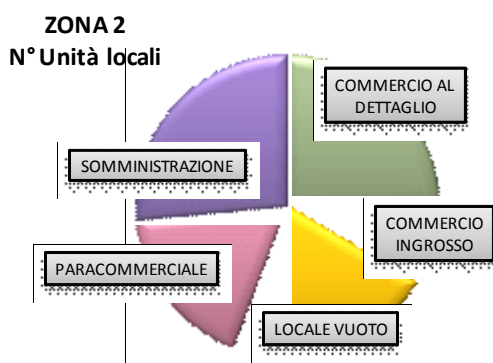 ZONA 2
N° Unità locali
COMMERCIO AL
DETTAGLIO
SOMMINISTRAZIONE
COMMERCIO
INGROSSO
PARACOMMERCIALE
LOCALE VUOTO